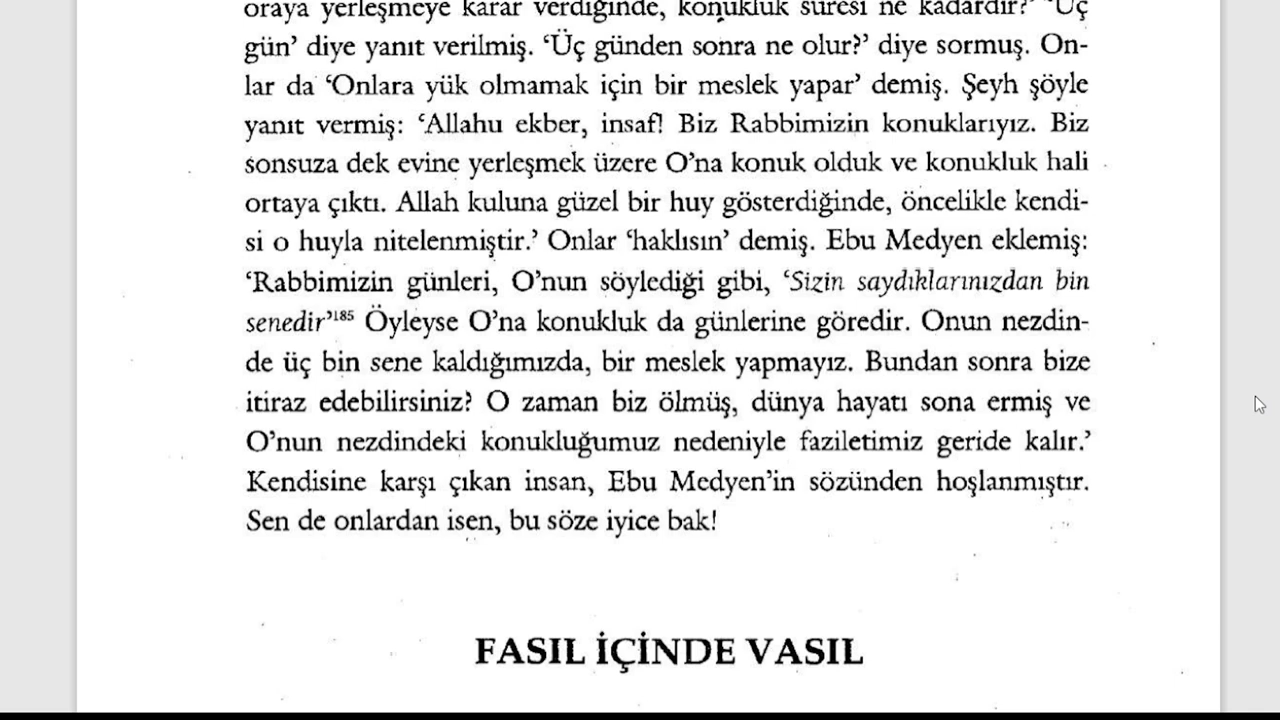 oraya yerleşmeye karar verdiğinde, konukluk süresi ne kadardır?' 'Üç
gün' diye yanıt verilmiş. 'Üç günden sonra ne olur?' diye sormuş. On-
lar da 'Onlara yük olmamak için bir meslek yapar' demiş. Şeyh şöyle
yanıt vermiş: 'Allahu ekber, insaf! Biz Rabbimizin konuklarıyız. Biz
sonsuza dek evine yerleşmek üzere O'na konuk olduk ve konukluk hali
ortaya çıktı. Allah kuluna güzel bir huy gösterdiğinde, öncelikle kendi-
si o huyla nitelenmiştir.' Onlar 'haklısın' demiş. Ebu Medyen eklemiş:
'Rabbimizin günleri, O'nun söylediği gibi, 'Sizin saydıklarınızdan bin
senedir'¹⁸⁵ Öyleyse O'na konukluk da günlerine göredir. Onun nezdin-
de üç bin sene kaldığımızda, bir meslek yapmayız. Bundan sonra bize
itiraz edebilirsiniz? O zaman biz ölmüş, dünya hayatı sona ermiş ve
O'nun nezdindeki konukluğumuz nedeniyle faziletimiz geride kalır.'
Kendisine karşı çıkan insan, Ebu Medyen'in sözünden hoşlanmıştır.
Sen de onlardan isen, bu söze iyice bak!
FASIL İÇİNDE VASIL